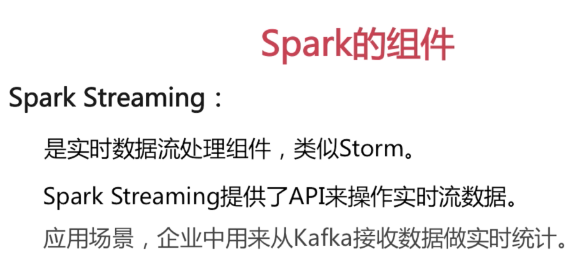 Spark的组件
Spark Streaming：
是实时数据流处理组件，类似Storm。
Spark Streaming提供了API来操作实时流数据。
应用场景，企业中用来从Kafka接收数据做实时统计。